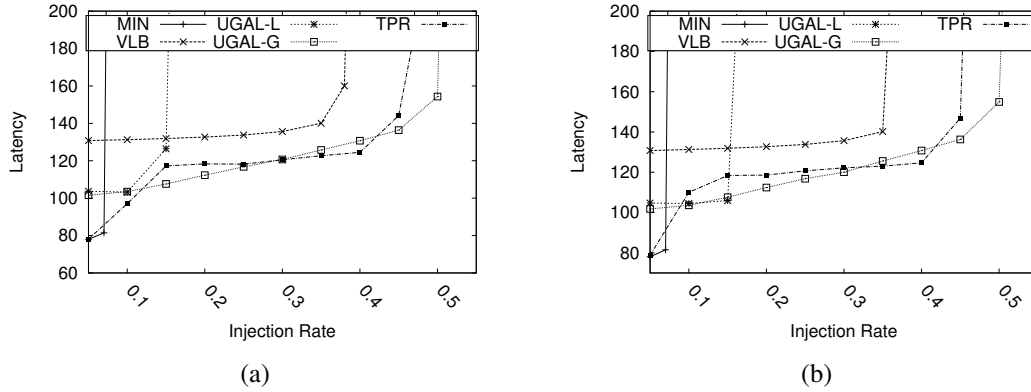 MIN UGAL-L TPR
VLB UGAL-G
200
180
160
140
120
100
80
60
Latency
0.1 0.2 0.3 0.4 0.5
Injection Rate
(a)
MIN UGAL-L TPR
VLB UGAL-G
200
180
160
140
120
100
80
Latency
0.1 0.2 0.3 0.4 0.5
Injection Rate
(b)